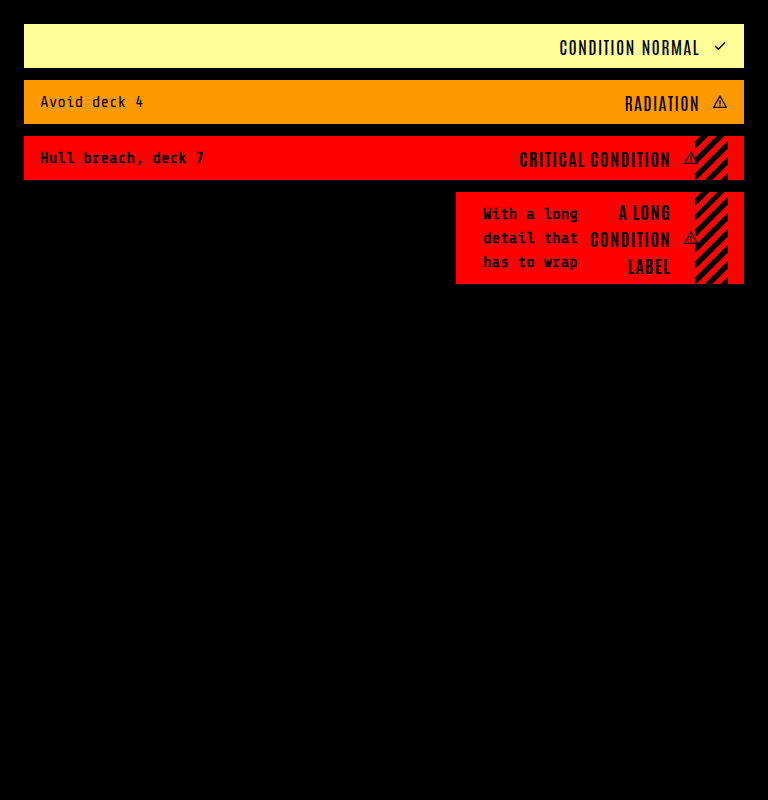 CONDITION NORMAL
Avoid deck 4 RADIATION
Hull breach, deck 7 CRITICAL CONDITION
With a long
detail that
has to wrap
A LONG
CONDITION
LABEL